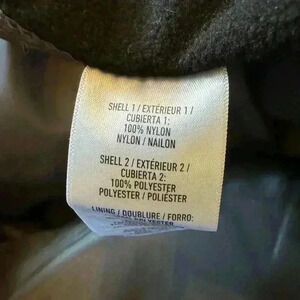 SHELL 1 / EXTÉRIEUR 1 /
CUBIERTA 1:
100% NYLON
NYLON / NAILON
SHELL 2 / EXTÉRIEUR 2 /
CUBIERTA 2:
100% POLYESTER
POLYESTER / POLIÉSTER
LINING / DOUBLURE / FORRO:
POLYESTER